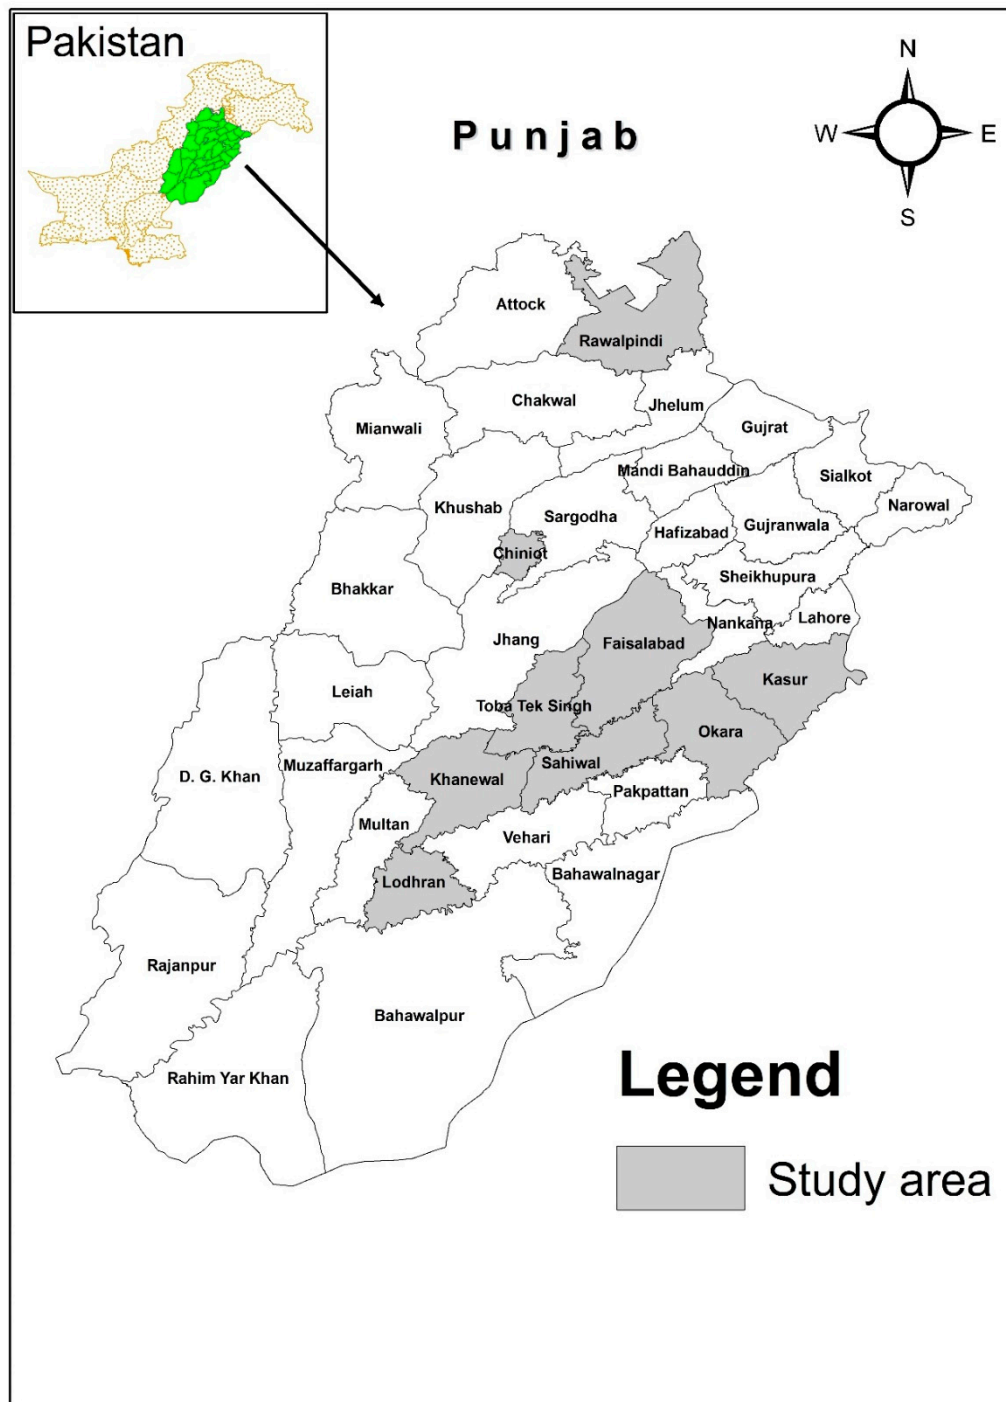 Pakistan
Punjab
N
W
E
S
Attock
Rawalpindi
Chakwal
Jhelum
Mianwali
Gujrat
Mandi Bahauddin
Sialkot
Khushab
Sargodha
Narowal
Hafizabad
Gujranwala
Chiniot
Sheikhupura
Bhakkar
Jhang
Nankana
Lahore
Faisalabad
Kasur
Leiah
Toba Tek Singh
Okara
Muzaffargarh
Sahiwal
D. G. Khan
Khanewal
Pakpattan
Multan
Vehari
Bahawalnagar
Lodhran
Rajanpur
Bahawalpur
Rahim Yar Khan
Legend
Study area